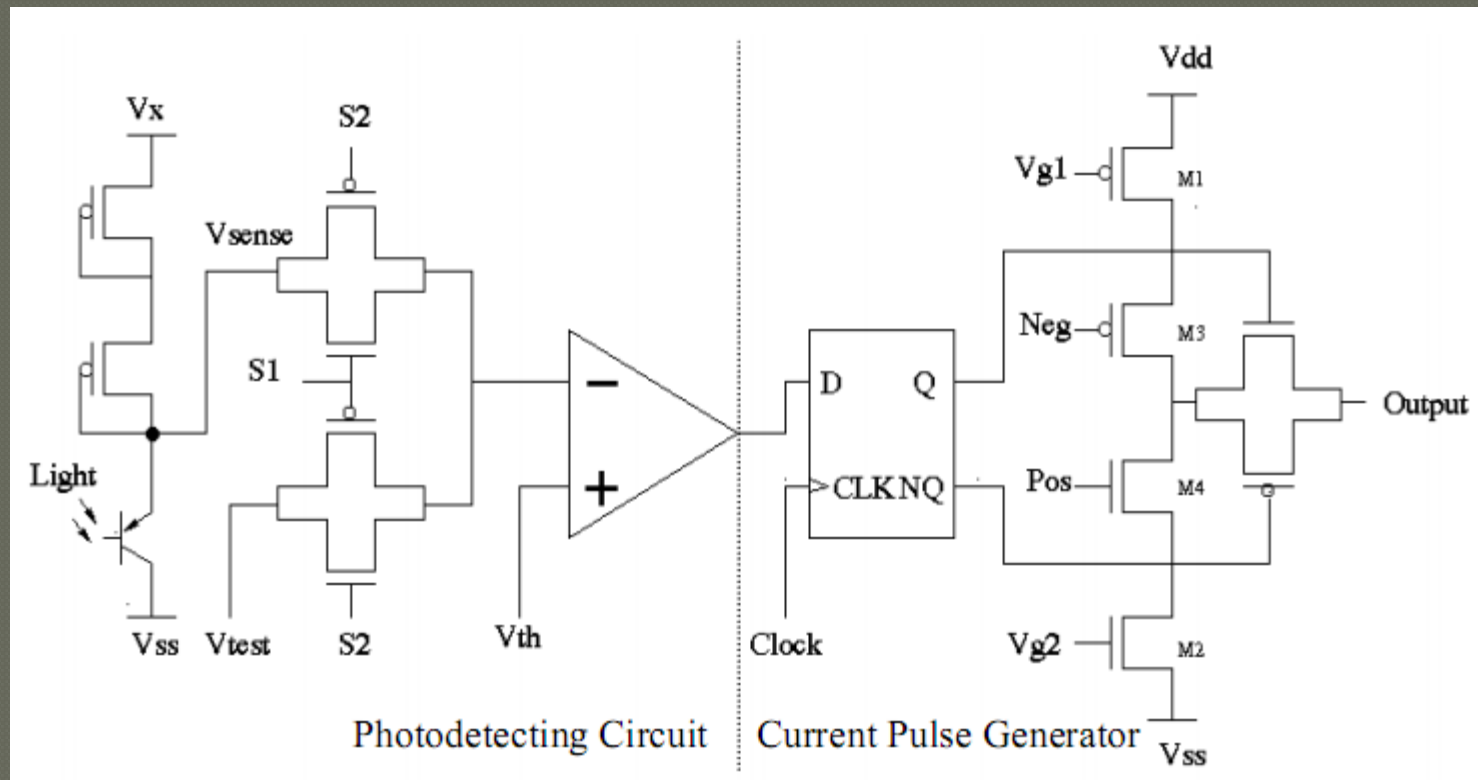 Vx
S2
Vsense
S1
Light
Vss
Vtest
S2
Vth
−
+
Photodetecting Circuit
Vdd
Vg1
M1
Neg
M3
D
Q
CLK
NQ
Output
Pos
M4
Clock
Vg2
M2
Vss
Current Pulse Generator